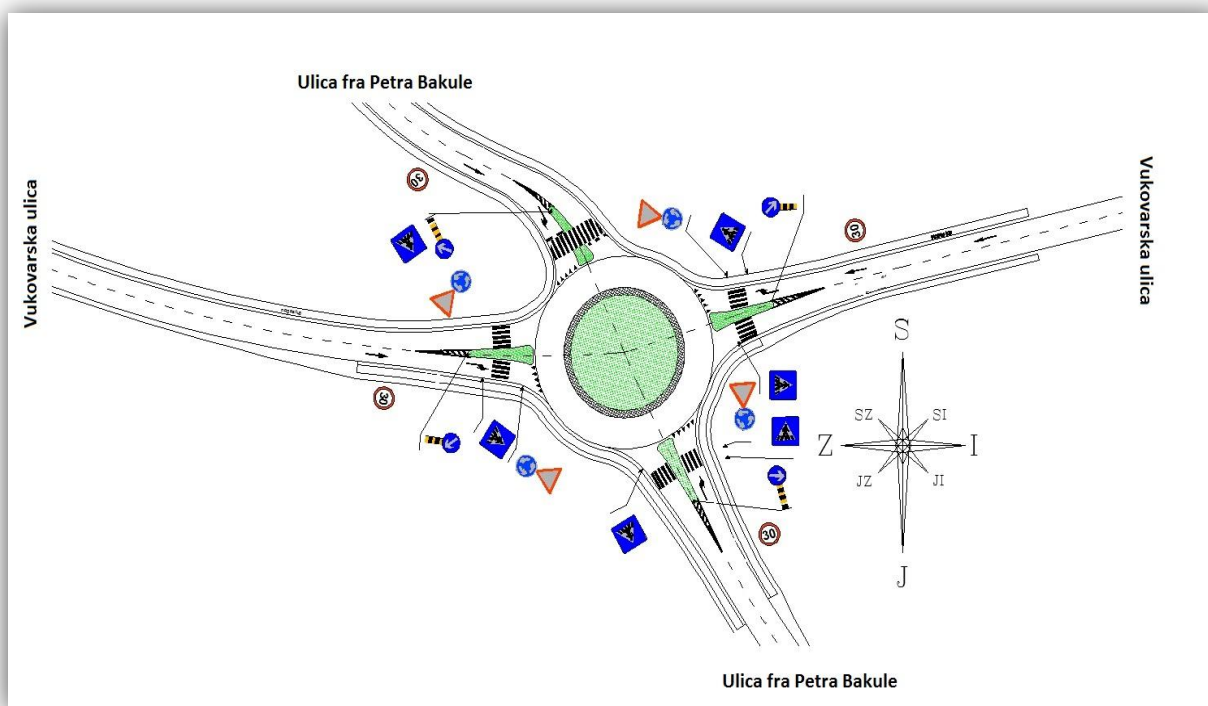 Ulica fra Petra Bakule
Vukovarska ulica
Vukovarska ulica
30
30
30
30
S
SZ
SI
Z
I
JZ
JI
J
Ulica fra Petra Bakule